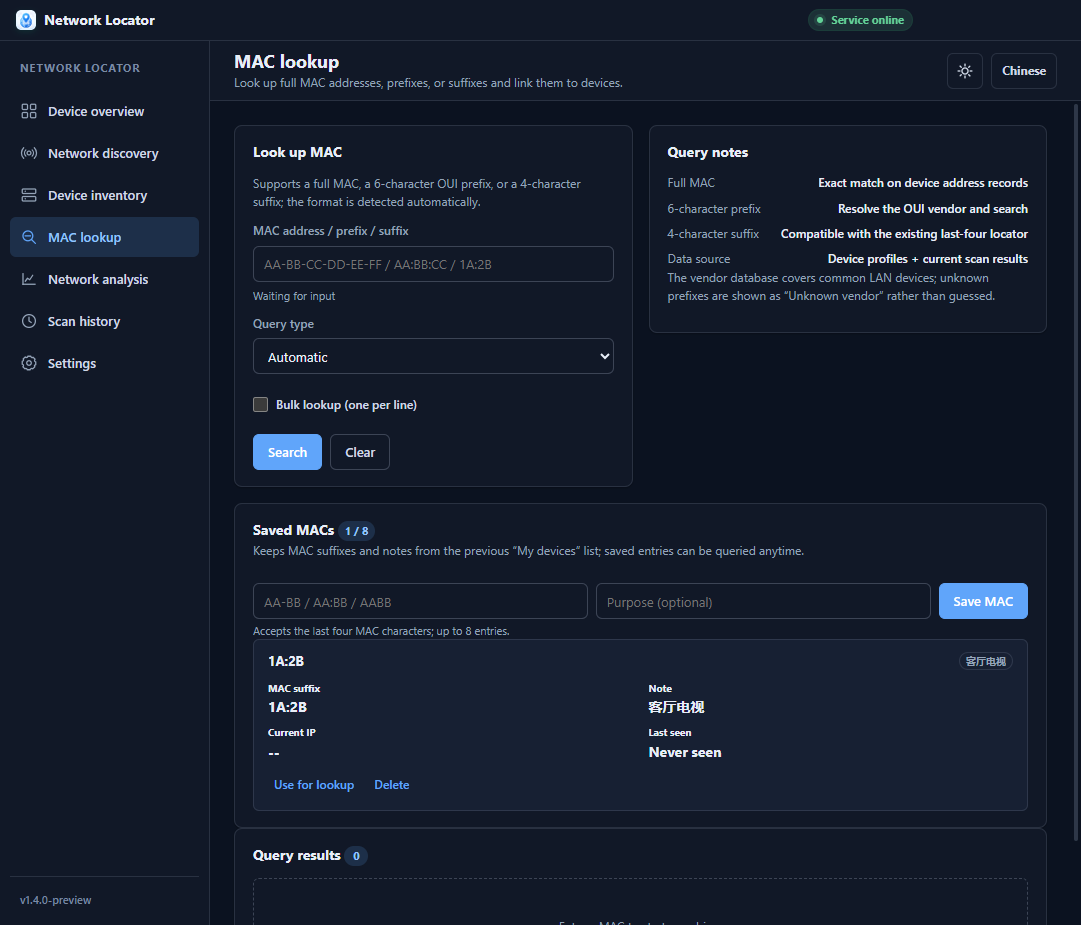 Network Locator
Service online
NETWORK LOCATOR
Device overview
Network discovery
Device inventory
MAC lookup
Network analysis
Scan history
Settings
v1.4.0-preview
MAC lookup
Look up full MAC addresses, prefixes, or suffixes and link them to devices.
Chinese
Look up MAC
Supports a full MAC, a 6-character OUI prefix, or a 4-character
suffix; the format is detected automatically.
MAC address / prefix / suffix
AA-BB-CC-DD-EE-FF / AA:BB:CC / 1A:2B
Waiting for input
Query type
Automatic
Bulk lookup (one per line)
Search Clear
Query notes
Full MAC Exact match on device address records
6-character prefix Resolve the OUI vendor and search
4-character suffix Compatible with the existing last-four locator
Data source Device profiles + current scan results
The vendor database covers common LAN devices; unknown
prefixes are shown as “Unknown vendor” rather than guessed.
Saved MACs 1 / 8
Keeps MAC suffixes and notes from the previous “My devices” list; saved entries can be queried anytime.
AA-BB / AA:BB / AABB Purpose (optional) Save MAC
Accepts the last four MAC characters; up to 8 entries.
1A:2B 客厅电视
MAC suffix Note
1A:2B 客厅电视
Current IP Last seen
-- Never seen
Use for lookup Delete
Query results 0